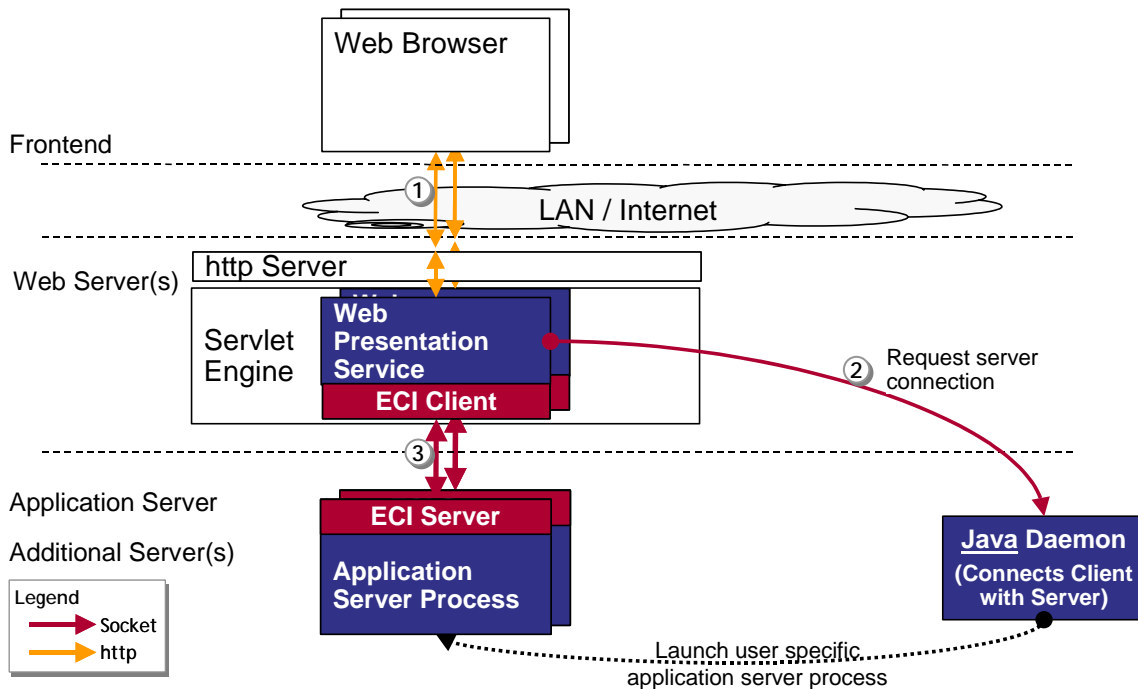 Web Browser
Frontend
1
LAN / Internet
http Server
Web Server(s)
Web
Web
Presentation
Service
Servlet
Engine
ECI Client
2
Request server
connection
3
Application Server
ECI Server
Additional Server(s)
Application
Server Process
Java Daemon
(Connects Client
with Server)
Legend
Socket
http
Launch user specific
application server process